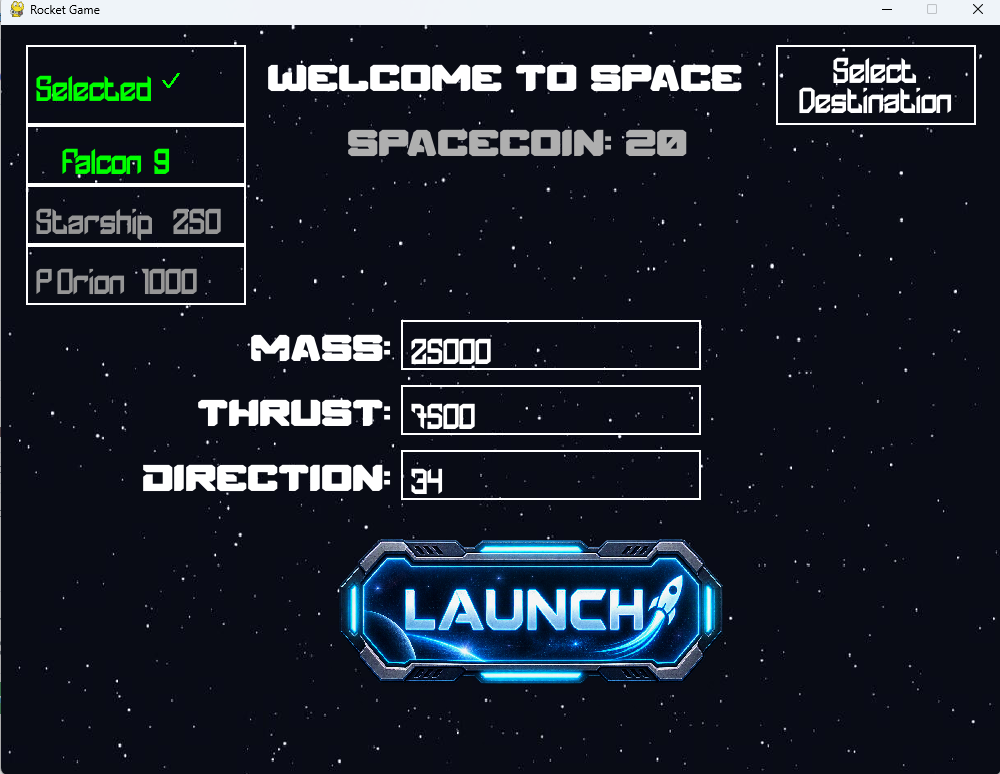 Rocket Game
Selected ✓
Falcon 9
Starship 250
P Orion 1000
WELCOME TO SPACE
SPACECOIN: 20
Select
Destination
MASS: 25000
THRUST: 7500
DIRECTION: 34
LAUNCH